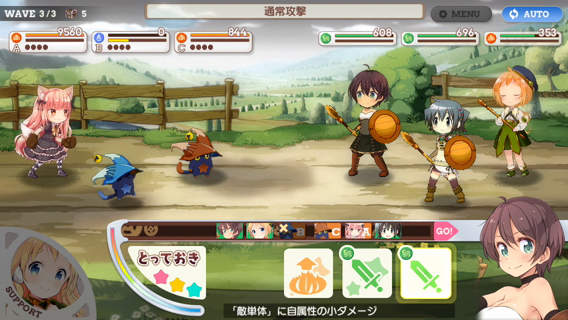 WAVE 3/3 5
通常攻撃
MENU
AUTO
9560
A
0
B
844
C
608
696
353
B C A GO!
とっておき
SUPPORT
「敵単体」に自属性の小ダメージ